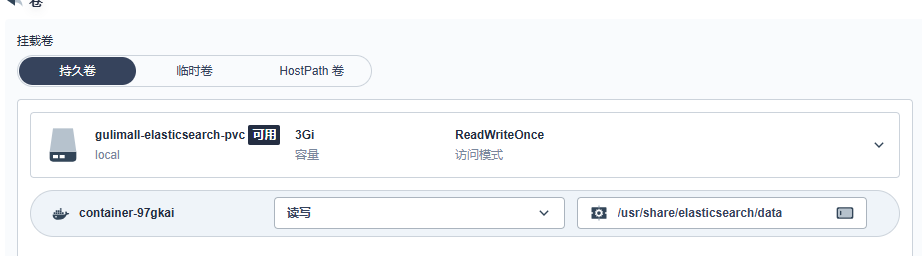 卷
挂载卷
持久卷 临时卷 HostPath 卷
gulimall-elasticsearch-pvc 可用 3Gi ReadWriteOnce
local 容量 访问模式
container-97gkai 读写 /usr/share/elasticsearch/data